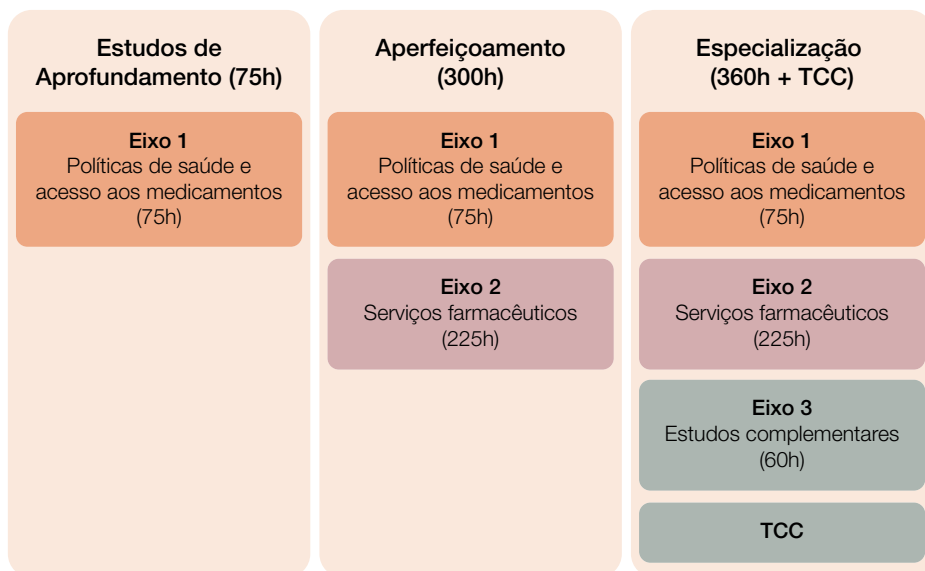 Estudos de
Aprofundamento (75h)
Eixo 1
Políticas de saúde e
acesso aos medicamentos
(75h)
Aperfeiçoamento
(300h)
Eixo 1
Políticas de saúde e
acesso aos medicamentos
(75h)
Eixo 2
Serviços farmacêuticos
(225h)
Especialização
(360h + TCC)
Eixo 1
Políticas de saúde e
acesso aos medicamentos
(75h)
Eixo 2
Serviços farmacêuticos
(225h)
Eixo 3
Estudos complementares
(60h)
TCC